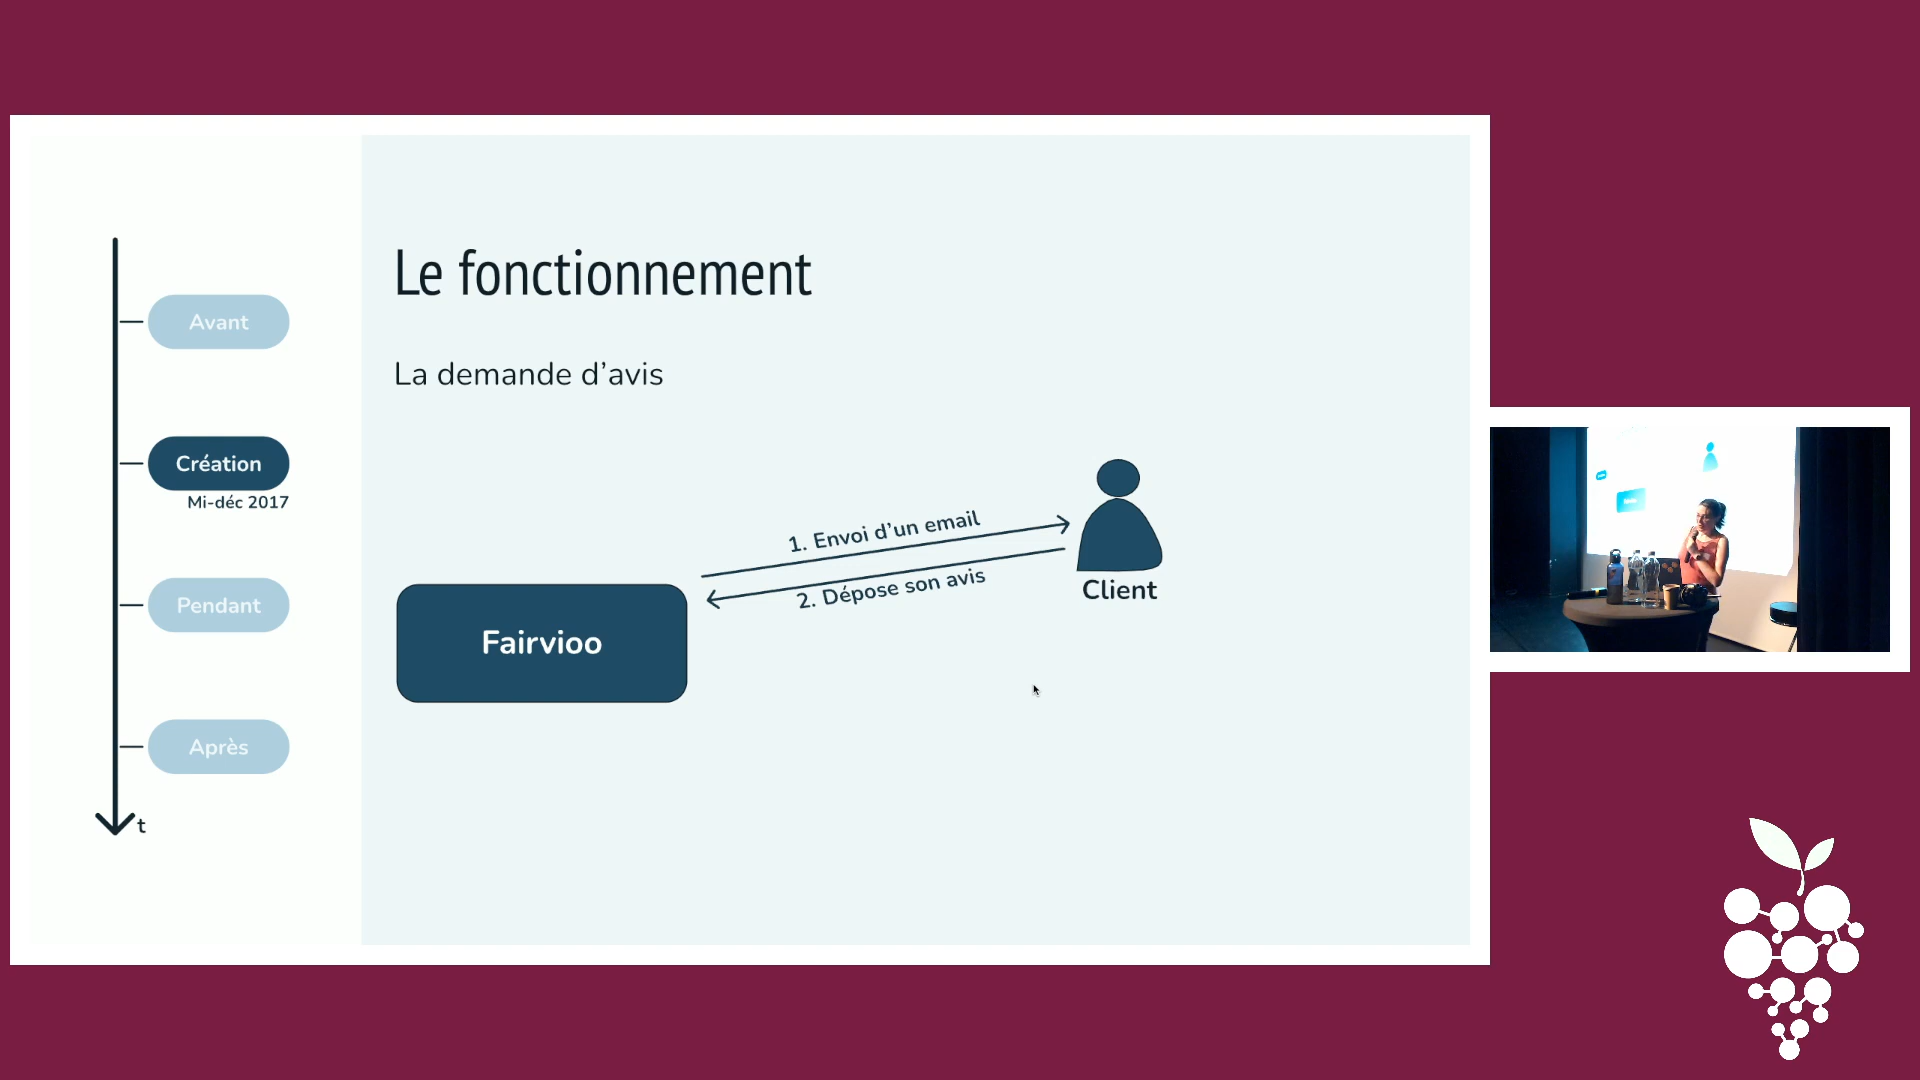 Avant
Création
Mi-déc 2017
Pendant
Après
t
Le fonctionnement
La demande d’avis
1. Envoi d’un email
2. Dépose son avis
Client
Fairvioo